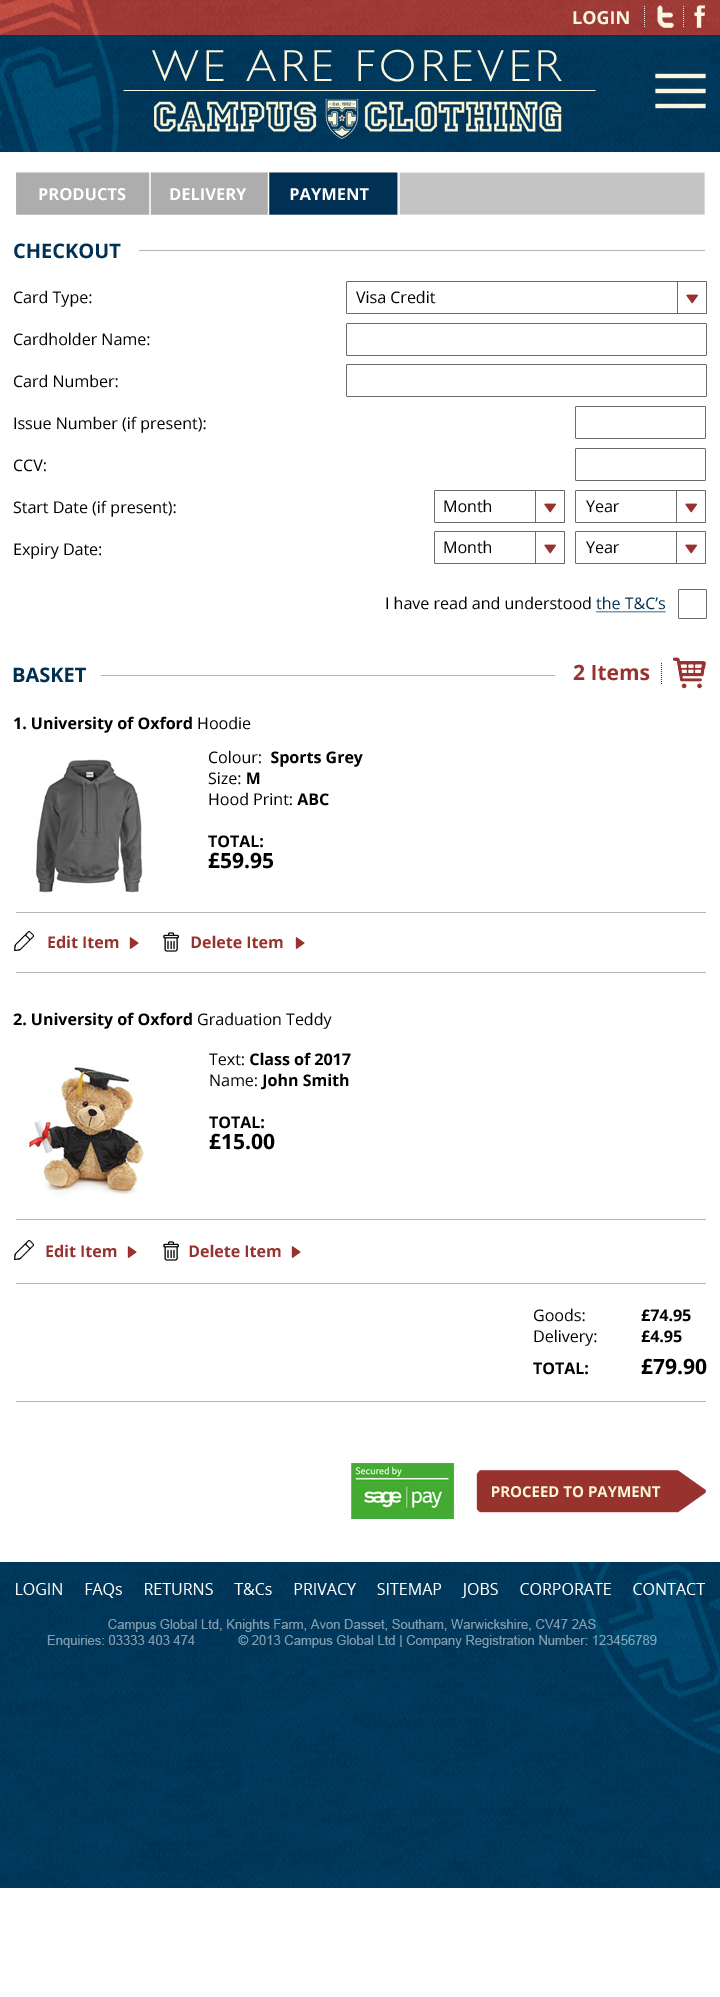 LOGIN
WE ARE FOREVER
Est. 1992
CAMPUS CLOTHING
PRODUCTS DELIVERY PAYMENT
CHECKOUT
Card Type: Visa Credit
Cardholder Name:
Card Number:
Issue Number (if present):
CCV:
Start Date (if present): Month Year
Expiry Date: Month Year
I have read and understood the T&C's
BASKET 2 Items
1. University of Oxford Hoodie
Colour: Sports Grey
Size: M
Hood Print: ABC
TOTAL:
£59.95
Edit Item Delete Item
2. University of Oxford Graduation Teddy
Text: Class of 2017
Name: John Smith
TOTAL:
£15.00
Edit Item Delete Item
Goods: £74.95
Delivery: £4.95
TOTAL: £79.90
Secured by
sage pay
PROCEED TO PAYMENT
LOGIN FAQs RETURNS T&Cs PRIVACY SITEMAP JOBS CORPORATE CONTACT
Campus Global Ltd, Knights Farm, Avon Dasset, Southam, Warwickshire, CV47 2AS
Enquiries: 03333 403 474 © 2013 Campus Global Ltd | Company Registration Number: 123456789